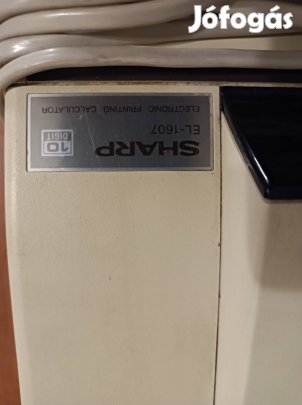 Jófogás
SHARP
10
DIGIT
EL-1607
ELECTRONIC PRINTING CALCULATOR